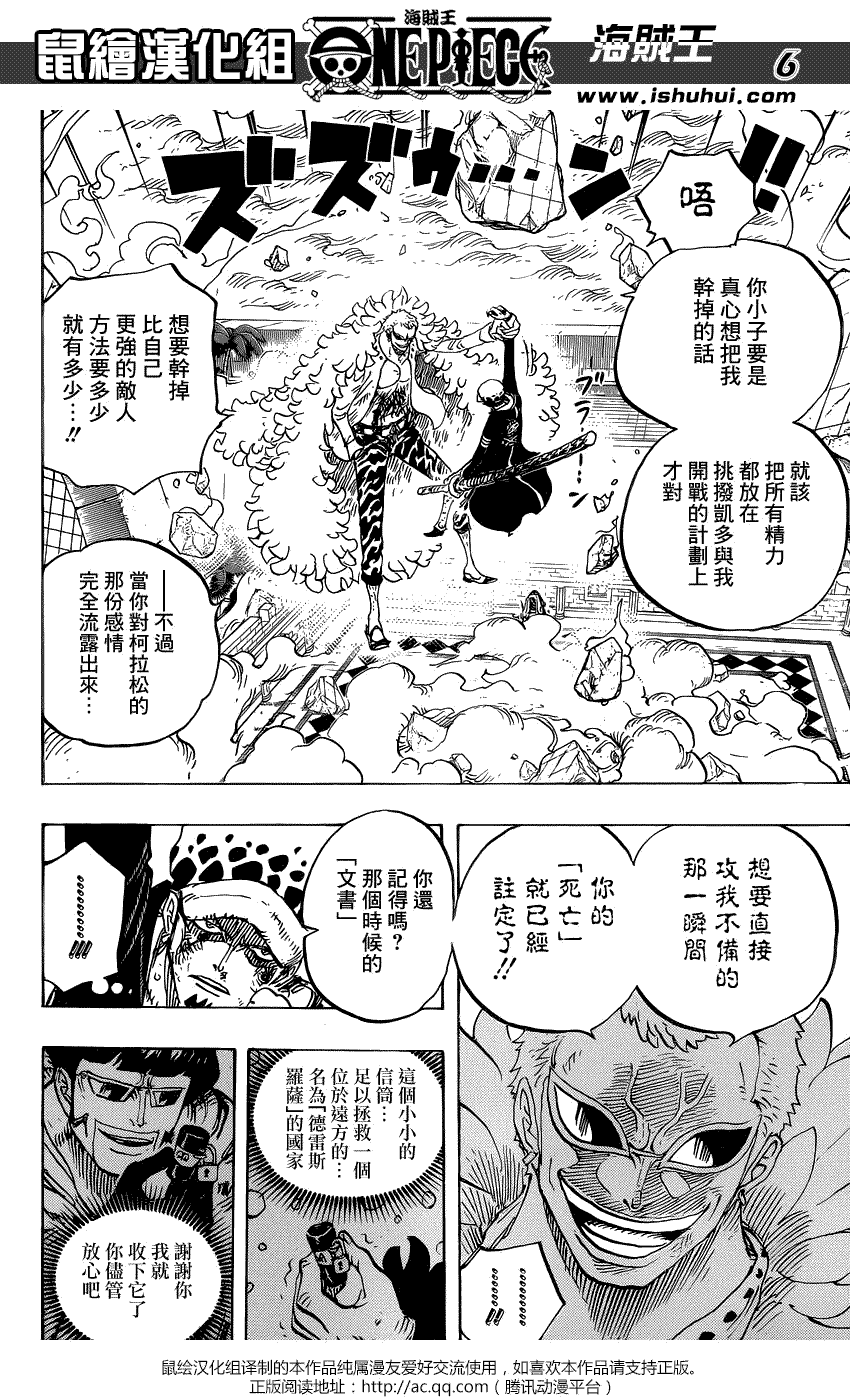 鼠繪漢化組
海賊王
ONE PIECE
海賊王
6
www.ishuhui.com
ズズゥ…ン!!
唔
你小子要是
真心想把我
幹掉的話
就該
把所有精力
都放在
挑撥凱多與我
開戰的計劃上
才對
想要幹掉
比自己
更強的敵人
方法要多少
就有多少…!!
ブブッ
——不過
當你對柯拉松的
那份感情
完全流露出來…
想要直接
攻我不備的
那一瞬間
你的
「死亡」
就已經
註定了!!
你還
記得嗎?
那個時候的
「文書」
………!!!
………!!
這個小小的
信筒…
足以拯救一個
位於遠方的…
名為「德雷斯
羅薩」的國家
謝謝你
我就
收下它了
你儘管
放心吧
鼠绘汉化组译制的本作品纯属漫友爱好交流使用，如喜欢本作品请支持正版。
正版阅读地址：http://ac.qq.com（腾讯动漫平台）